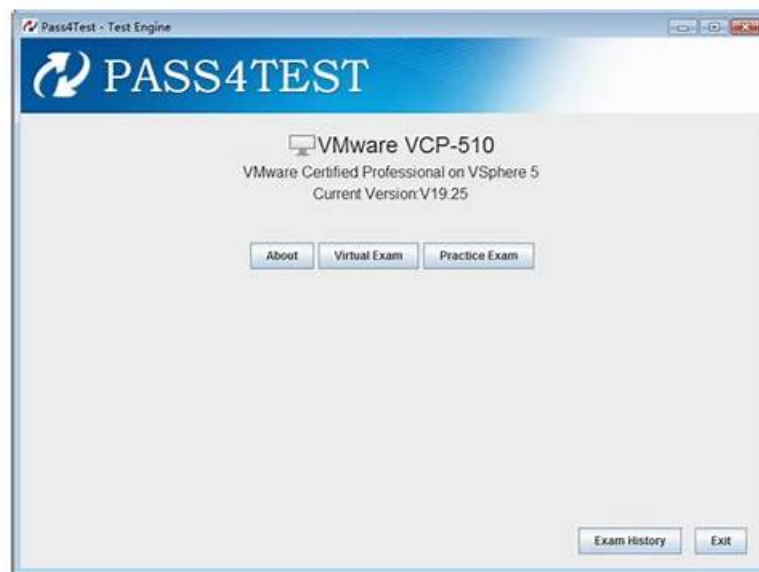 Pass4Test - Test Engine
PASS4TEST
VMware VCP-510
VMware Certified Professional on VSphere 5
Current Version:V19.25
About Virtual Exam Practice Exam
Exam History Exit